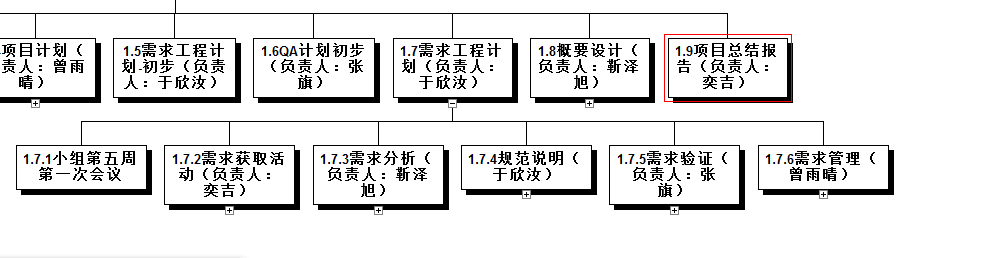 项目计划（
责人：曾雨
晴）
1.5需求工程计
划-初步（负责
人：于欣汝）
1.6QA计划初步
（负责人：张
旗）
1.7需求工程计
划（负责人：
于欣汝）
1.8概要设计（
负责人：靳泽
旭）
1.9项目总结报
告（负责人：
奕吉）
1.7.1小组第五周
第一次会议
1.7.2需求获取活
动（负责人：
奕吉）
1.7.3需求分析（
负责人：靳泽
旭）
1.7.4规范说明（
于欣汝）
1.7.5需求验证（
负责人：张
旗）
1.7.6需求管理（
曾雨晴）